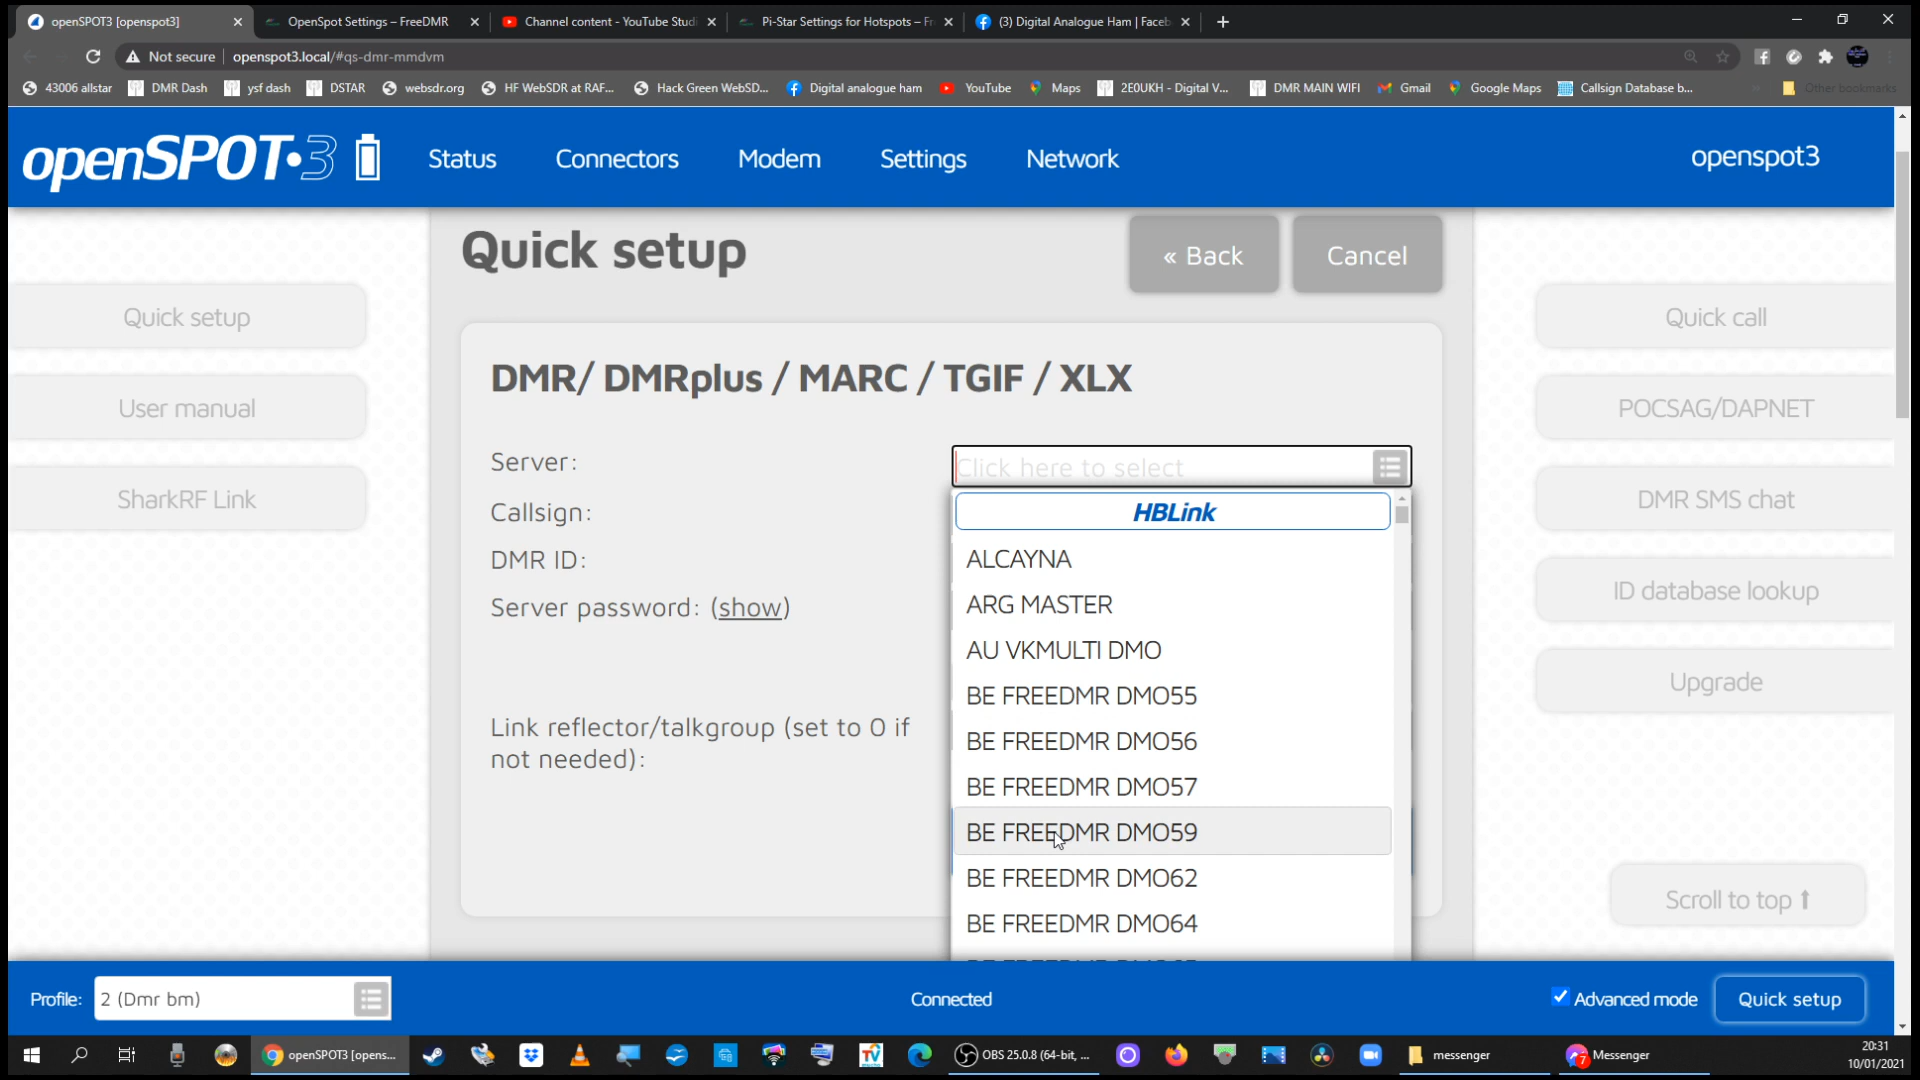 openSPOT3 [openspot3]
OpenSpot Settings – FreeDMR
Channel content - YouTube Studi
Pi-Star Settings for Hotspots – Fr
(3) Digital Analogue Ham | Faceb
Not secure
openspot3.local/#qs-dmr-mmdvm
43006 allstar
DMR Dash
ysf dash
DSTAR
websdr.org
HF WebSDR at RAF...
Hack Green WebSD...
Digital analogue ham
YouTube
Maps
2E0UKH - Digital V...
DMR MAIN WIFI
Gmail
Google Maps
Callsign Database b...
Other bookmarks
openSPOT•3
Status
Connectors
Modem
Settings
Network
openspot3
Quick setup
« Back
Cancel
Quick setup
User manual
SharkRF Link
Quick call
POCSAG/DAPNET
DMR SMS chat
ID database lookup
Upgrade
Scroll to top ⬆
DMR/ DMRplus / MARC / TGIF / XLX
Server:
Click here to select
Callsign:
DMR ID:
Server password: (show)
Link reflector/talkgroup (set to 0 if
not needed):
HBLink
ALCAYNA
ARG MASTER
AU VKMULTI DMO
BE FREEDMR DMO55
BE FREEDMR DMO56
BE FREEDMR DMO57
BE FREEDMR DMO59
BE FREEDMR DMO62
BE FREEDMR DMO64
Profile:
2 (Dmr bm)
Connected
Advanced mode
Quick setup
openSPOT3 [opens...
TV
OBS 25.0.8 (64-bit, ...
messenger
7
Messenger
20:31
10/01/2021